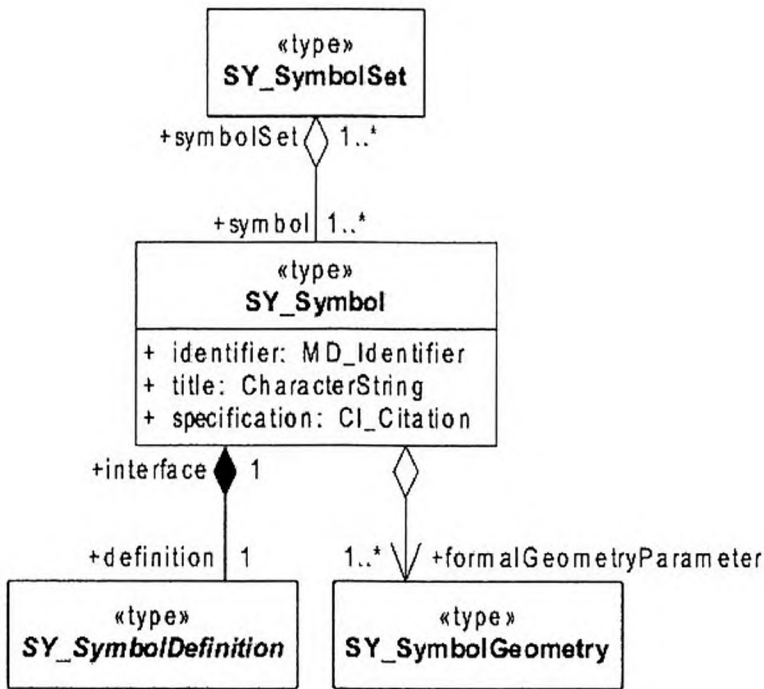 «type»
SY_SymbolSet
+symbolSet 1..*
+symbol 1..*
«type»
SY_Symbol
+ identifier: MD_Identifier
+ title: CharacterString
+ specification: CI_Citation
+interface 1
+definition 1
1..* +formalGeometryParameter
«type»
SY_SymbolDefinition
«type»
SY_SymbolGeometry